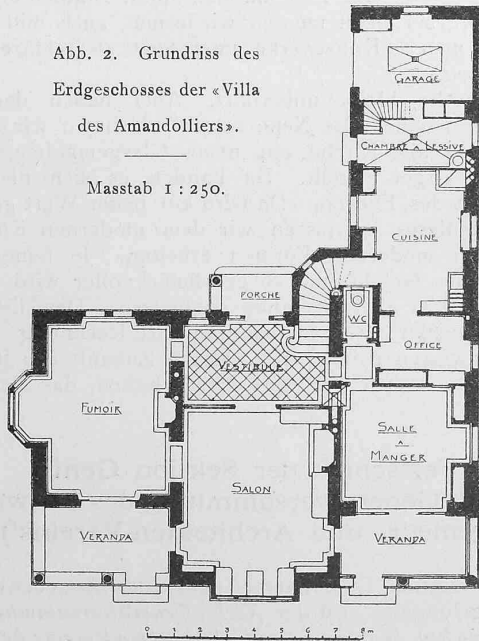 Abb. 2. Grundriss des
Erdgeschosses der «Villa
des Amandolliers».
Masstab 1 : 250.
GARAGE
CHAMBRE A LESSIVE
CUISINE
PORCHE
WC
OFFICE
VESTIBULE
FUMOIR
SALLE
A
MANGER
SALON
VERANDA
VERANDA
0 1 2 3 4 5 6 7 8 m